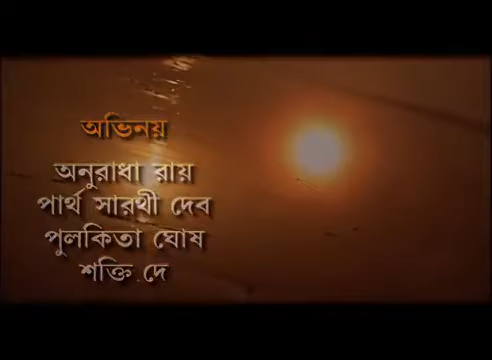 অভিনয়
অনুরাধা রায়
পার্থ সারথী দেব
পুলকিতা ঘোষ
শক্তি দে